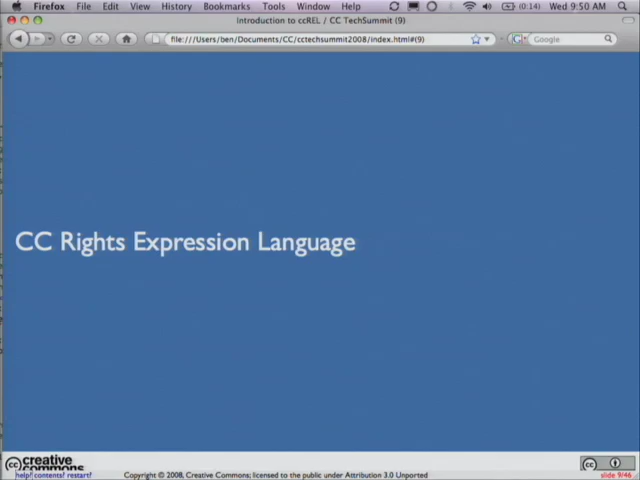 Firefox File Edit View History Bookmarks Tools Window Help (0:14) Wed 9:50 AM
Introduction to ccREL / CC TechSummit (9)
file:///Users/ben/Documents/CC/cctechsummit2008/index.html#(9) G Google
CC Rights Expression Language
cc creative commons cc
help? contents? restart? Copyright © 2008, Creative Commons; licensed to the public under Attribution 3.0 Unported slide 9/46